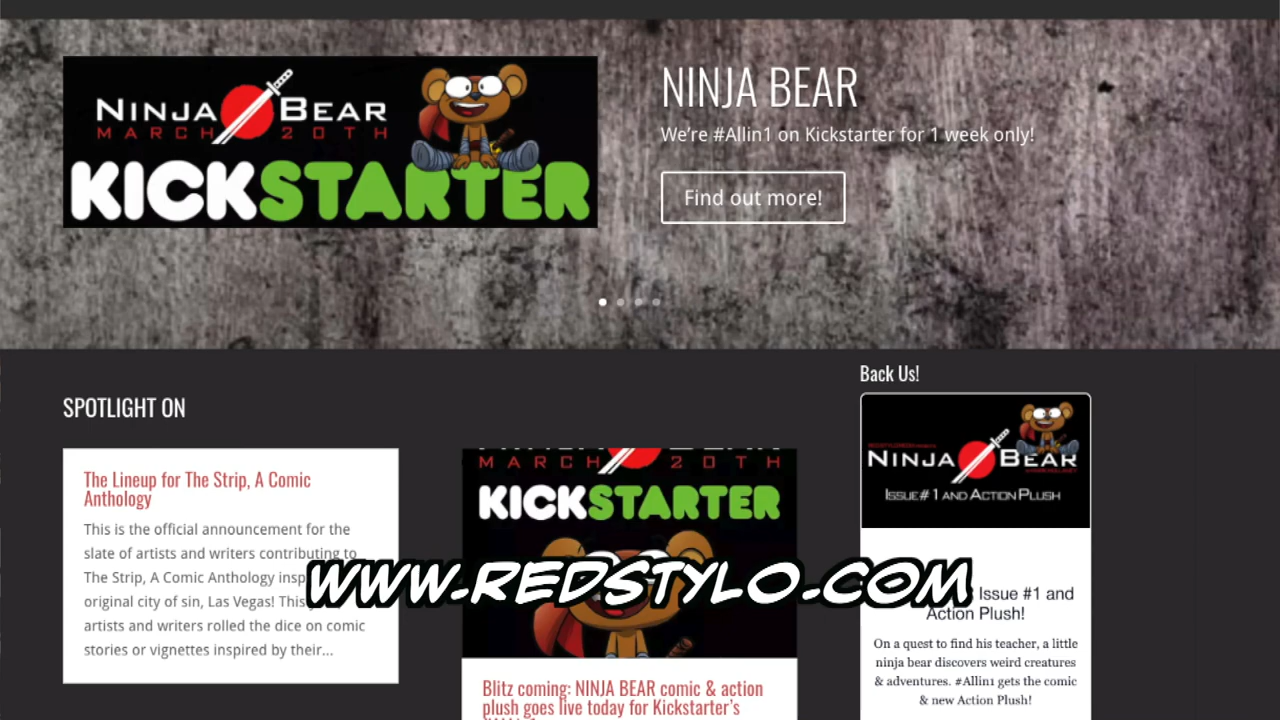 NINJA BEAR
MARCH 20TH
KICKSTARTER
NINJA BEAR
We're #Allin1 on Kickstarter for 1 week only!
Find out more!
SPOTLIGHT ON
The Lineup for The Strip, A Comic
Anthology
This is the official announcement for the
slate of artists and writers contributing to
The Strip, A Comic Anthology
original city of sin, Las Vegas!
artists and writers rolled the dice on comic
stories or vignettes inspired by their...
MARCH 20TH
KICKSTARTER
Blitz coming: NINJA BEAR comic & action
plush goes live today for Kickstarter's
Back Us!
NINJA BEAR
ISSUE# 1 AND ACTION PLUSH
Issue #1 and
Action Plush!
On a quest to find his teacher, a little
ninja bear discovers weird creatures
& adventures. #Allin1 gets the comic
& new Action Plush!
WWW.REDSTYLO.COM